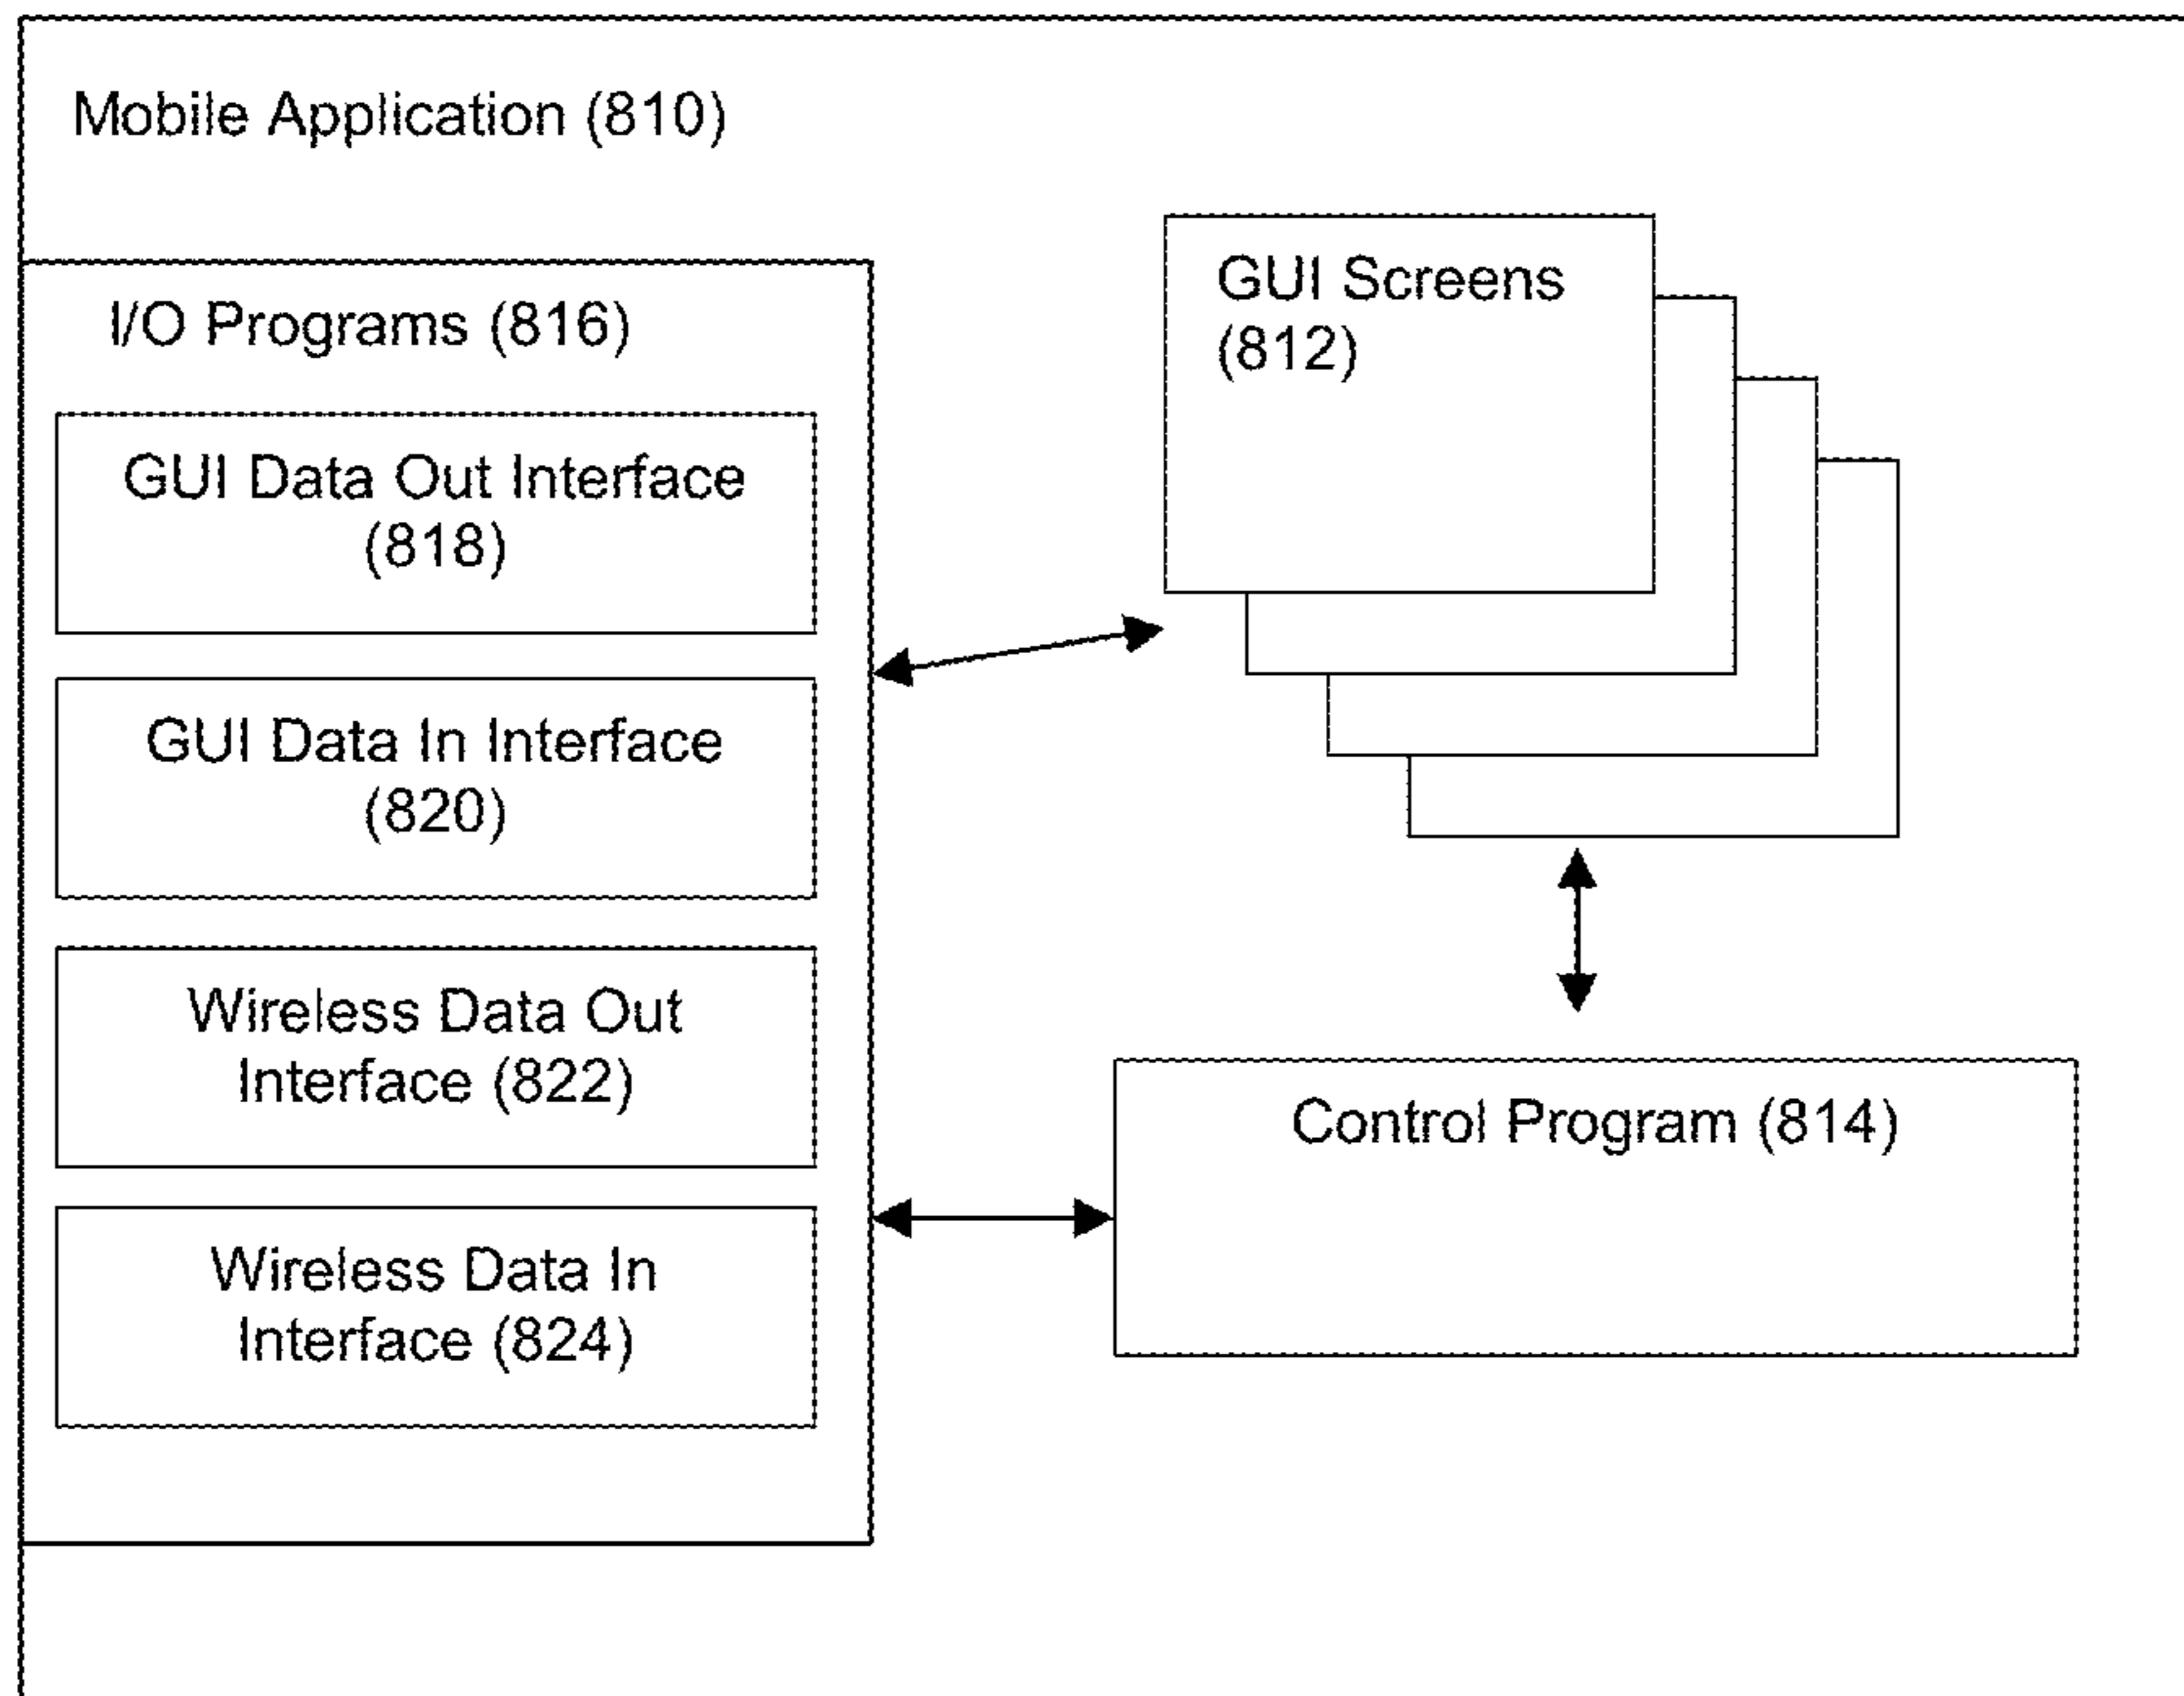 Mobile Application (810)
I/O Programs (816)
GUI Data Out Interface
(818)
GUI Data In Interface
(820)
Wireless Data Out
Interface (822)
Wireless Data In
Interface (824)
GUI Screens
(812)
Control Program (814)